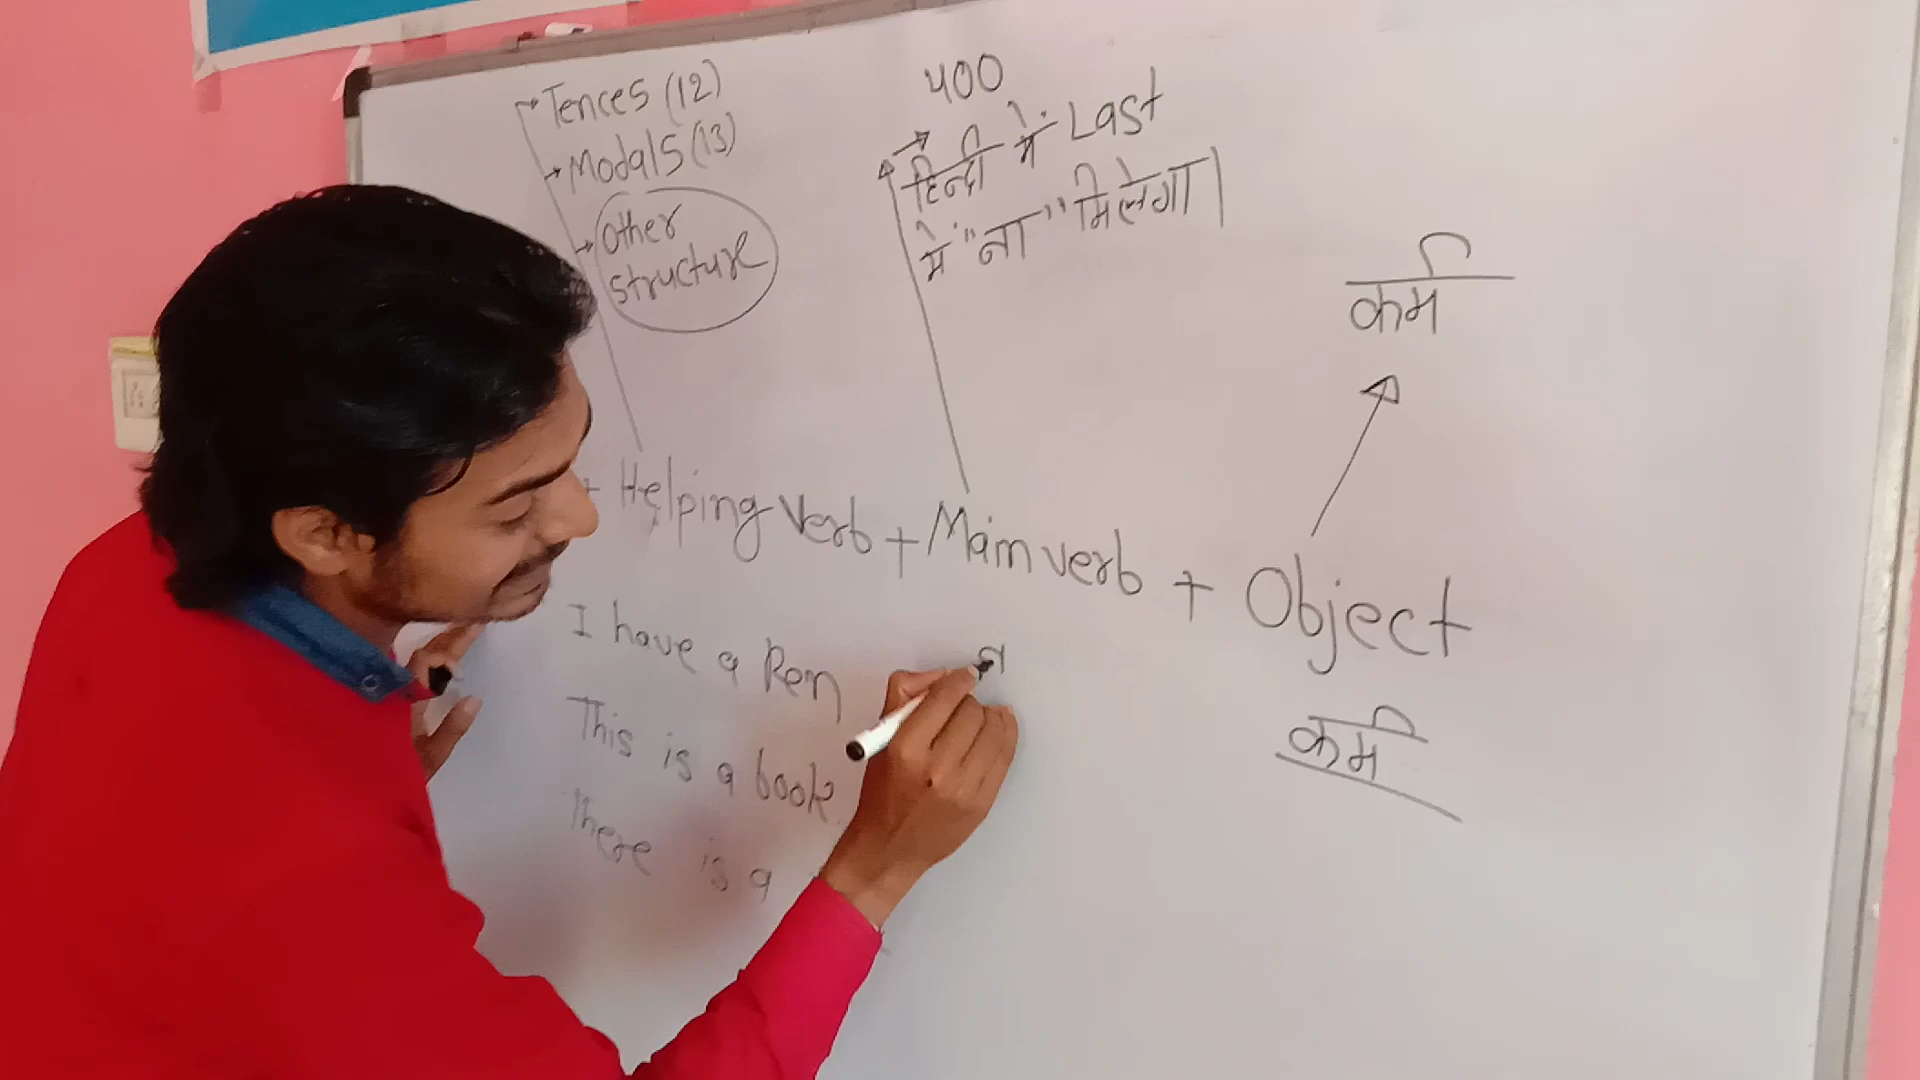 Tences (12)
Modals (13)
Other
structure
400
हिन्दी में Last
में "ना" मिलेगा।
कर्म
+ Helping verb + Main verb + Object
कर्म
I have a Pen
This is a book.
There is a